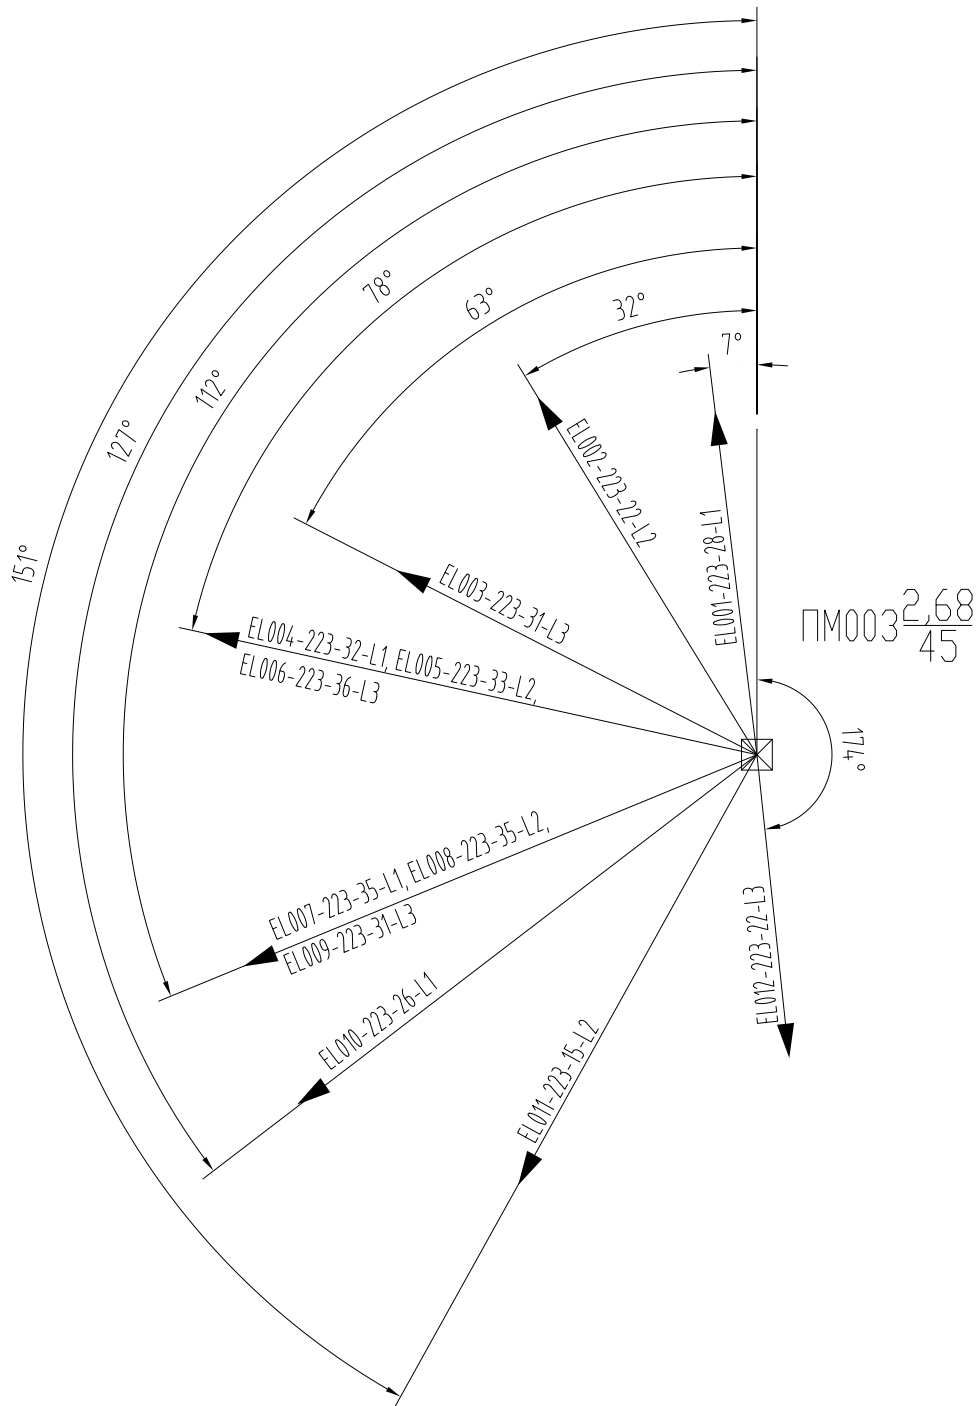 7°
32°
63°
78°
112°
127°
151°
EL001-223-28-L1
EL002-223-22-L2
EL003-223-31-L3
EL004-223-32-L1, EL005-223-33-L2,
EL006-223-36-L3
ПМ003 2,68
45
174°
EL007-223-35-L1, EL008-223-35-L2,
EL009-223-31-L3
EL010-223-26-L1
EL011-223-15-L2
EL012-223-22-L3